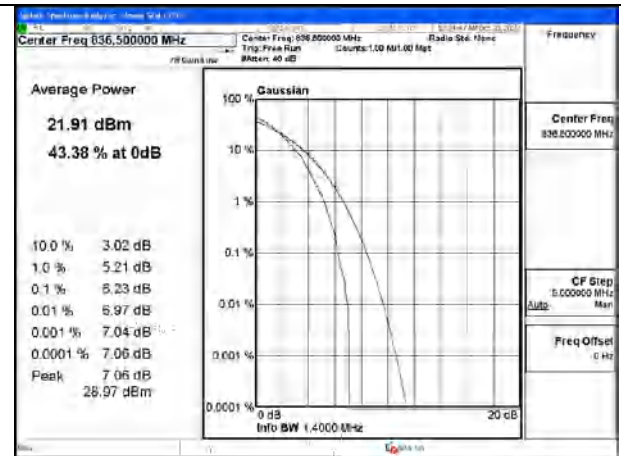 Center Freq 836.500000 MHz
Center Freq: 836.500000 MHz
Radio Std: None
Trig: Free Run
Counts:1.00 M/1.00 Mpt
#Atten: 40 dB
Frequency
Average Power
21.91 dBm
43.38 % at 0dB
10.0 % 3.02 dB
1.0 % 5.21 dB
0.1 % 6.23 dB
0.01 % 6.97 dB
0.001 % 7.04 dB
0.0001 % 7.06 dB
Peak 7.06 dB
28.97 dBm
Gaussian
100 %
10 %
1 %
0.1 %
0.01 %
0.001 %
0.0001 %
0 dB
20 dB
Info BW 1.4000 MHz
Center Freq
836.500000 MHz
CF Step
5.000000 MHz
Auto Man
Freq Offset
0 Hz